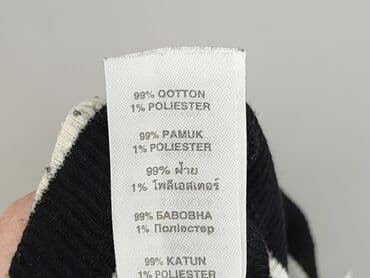 99% QOTTON
1% POLIESTER
99% PAMUK
1% POLIESTER
99% ฝ้าย
1% โพลีเอสเตอร์
99% БАВОВНА
1% Поліестер
99% KATUN
1% POLIESTER